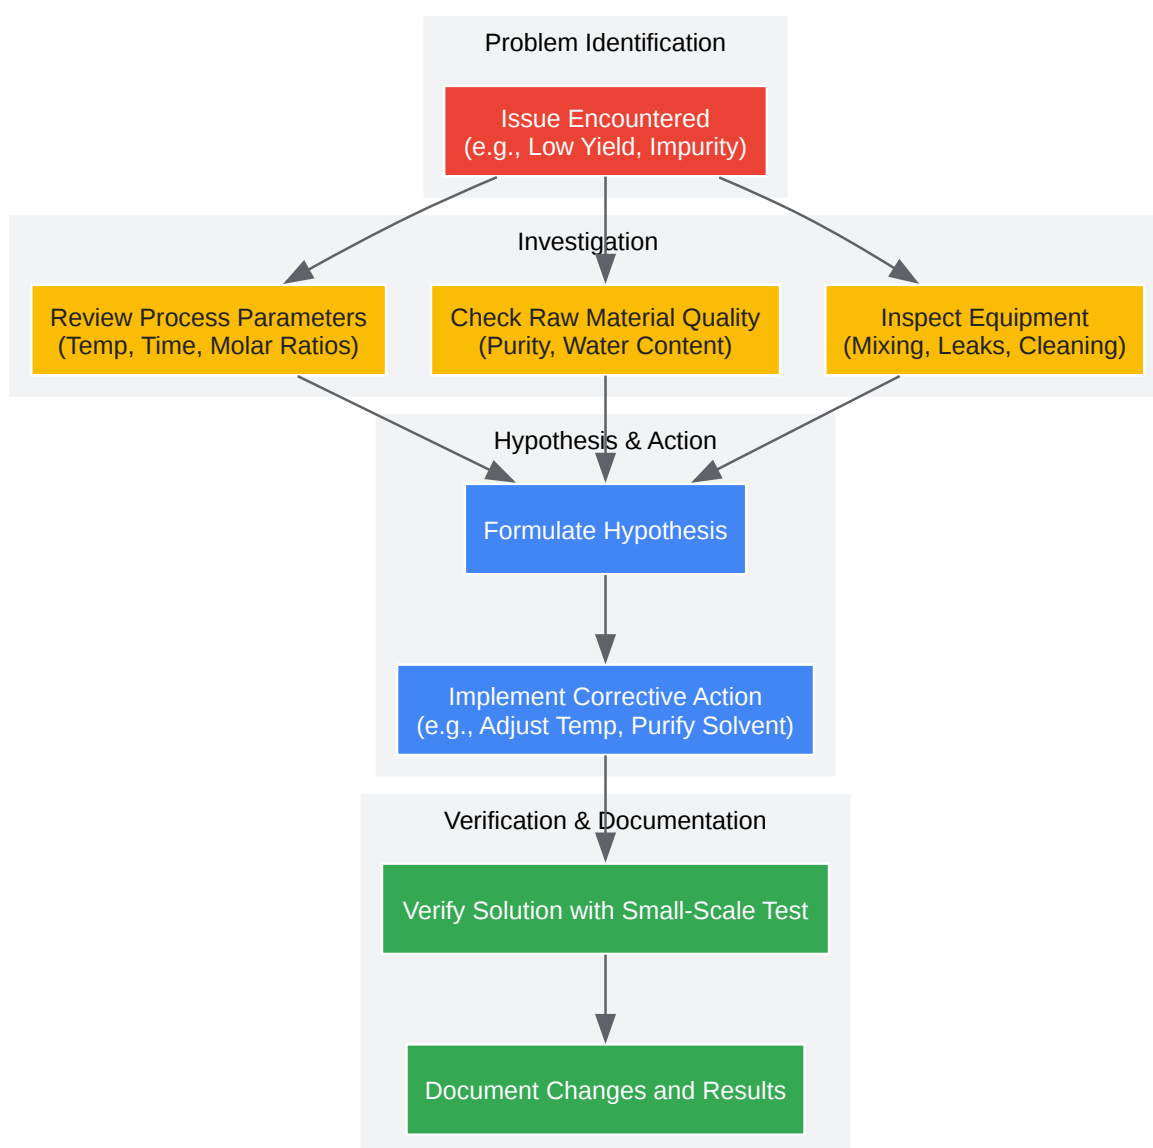 Problem Identification
Issue Encountered
(e.g., Low Yield, Impurity)
Investigation
Review Process Parameters
(Temp, Time, Molar Ratios)
Check Raw Material Quality
(Purity, Water Content)
Inspect Equipment
(Mixing, Leaks, Cleaning)
Hypothesis & Action
Formulate Hypothesis
Implement Corrective Action
(e.g., Adjust Temp, Purify Solvent)
Verification & Documentation
Verify Solution with Small-Scale Test
Document Changes and Results